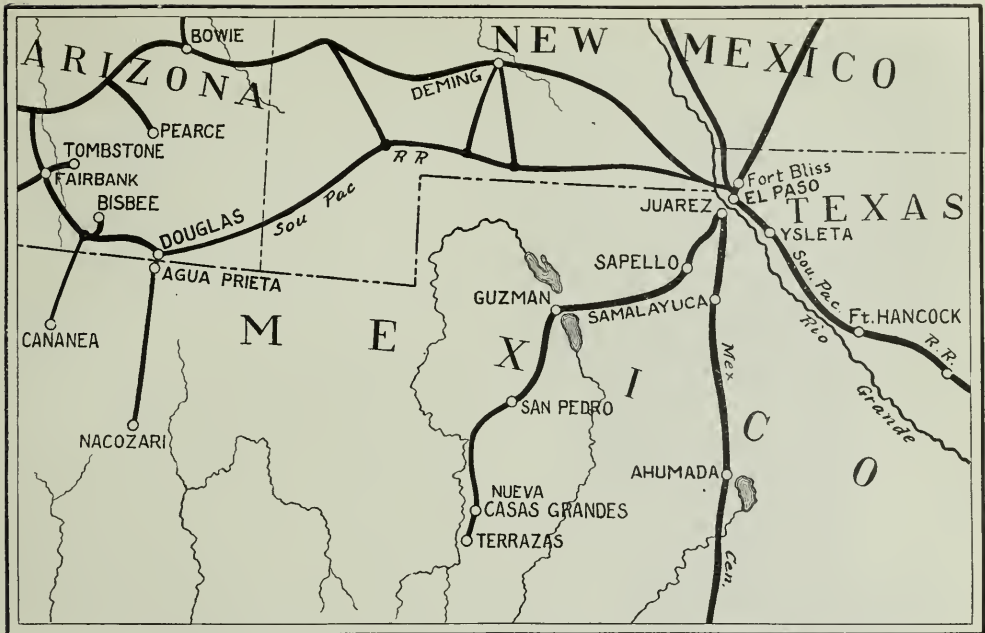 ARIZONA
BOWIE
NEW MEXICO
DEMING
PEARCE
TOMBSTONE
FAIRBANK
BISBEE
DOUGLAS
Sou Pac
R R
AGUA PRIETA
CANANEA
NACOZARI
MEXICO
Fort Bliss
EL PASO
JUAREZ
TEXAS
YSLETA
SAPELLO
GUZMAN
SAMALAYUCA
Sou. Pac.
R. R.
Ft. HANCOCK
Rio Grande
SAN PEDRO
Mex
Cen.
AHUMADA
NUEVA
CASAS GRANDES
TERRAZAS